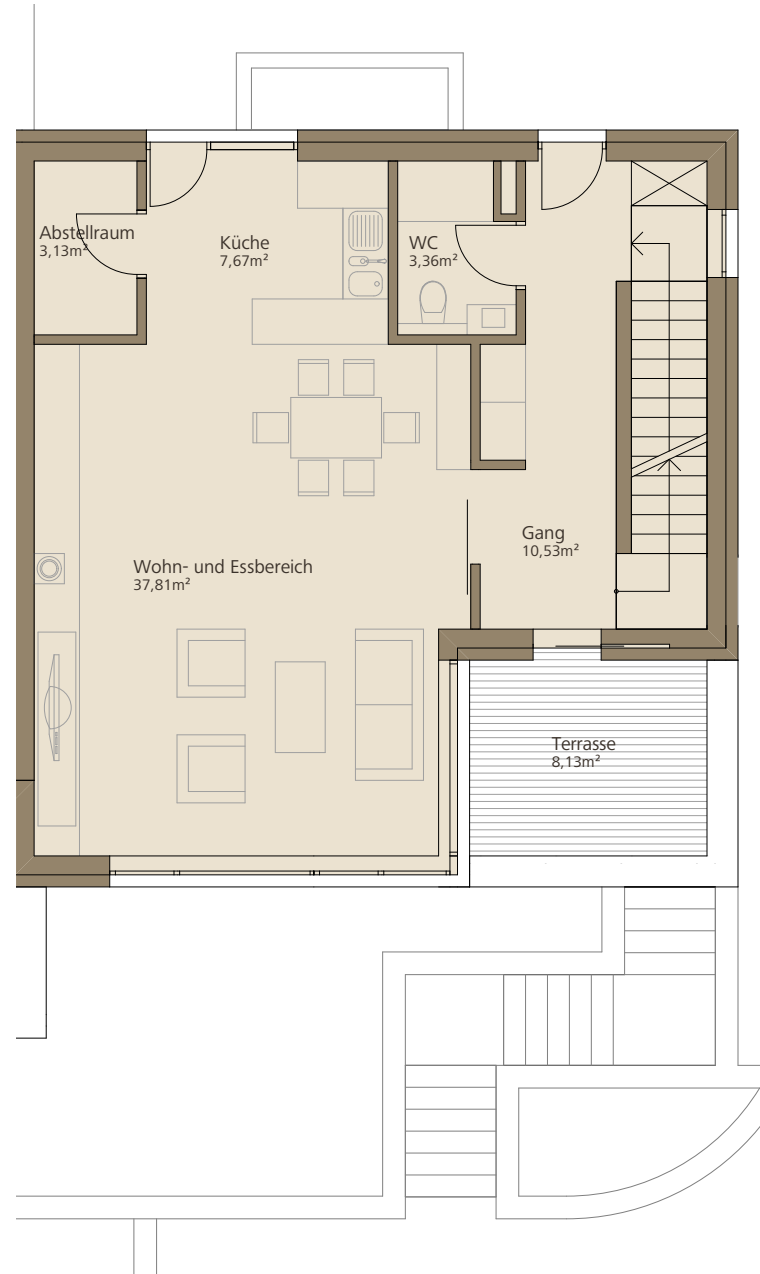 Abstellraum
3,13m²
Küche
7,67m²
WC
3,36m²
Gang
10,53m²
Wohn- und Essbereich
37,81m²
Terrasse
8,13m²